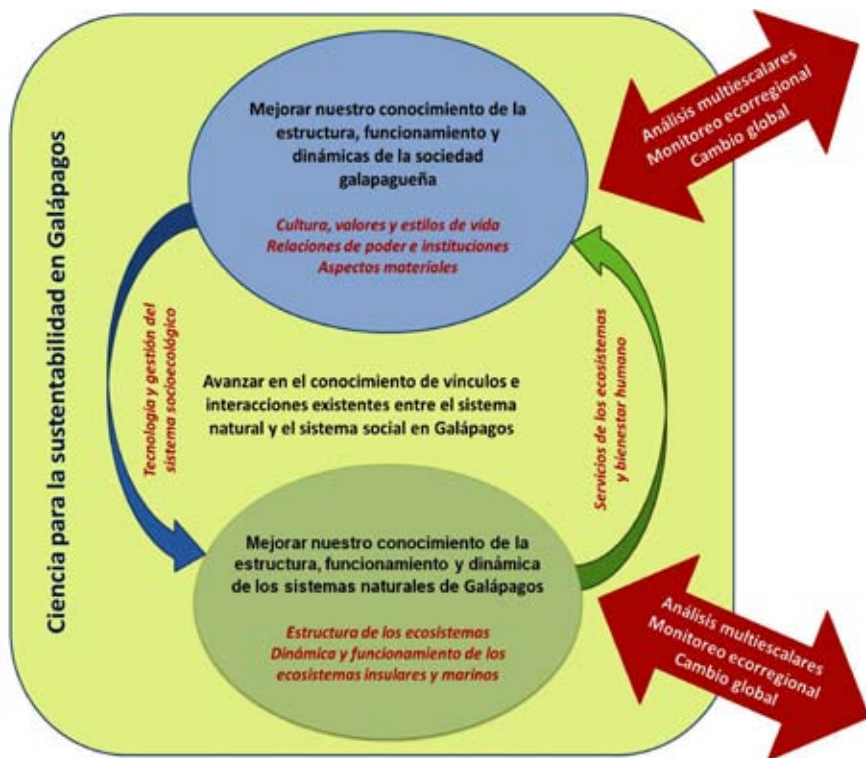 Ciencia para la sustentabilidad en Galápagos
Mejorar nuestro conocimiento de la
estructura, funcionamiento y
dinámicas de la sociedad
galapagueña
Cultura, valores y estilos de vida
Relaciones de poder e instituciones
Aspectos materiales
Análisis multiescalares
Monitoreo ecorregional
Cambio global
Tecnología y gestión del
sistema socioecológico
Avanzar en el conocimiento de vínculos e
interacciones existentes entre el sistema
natural y el sistema social en Galápagos
Servicios de los ecosistemas
y bienestar humano
Mejorar nuestro conocimiento de la
estructura, funcionamiento y dinámica
de los sistemas naturales de Galápagos
Estructura de los ecosistemas
Dinámica y funcionamiento de los
ecosistemas insulares y marinos
Análisis multiescalares
Monitoreo ecorregional
Cambio global